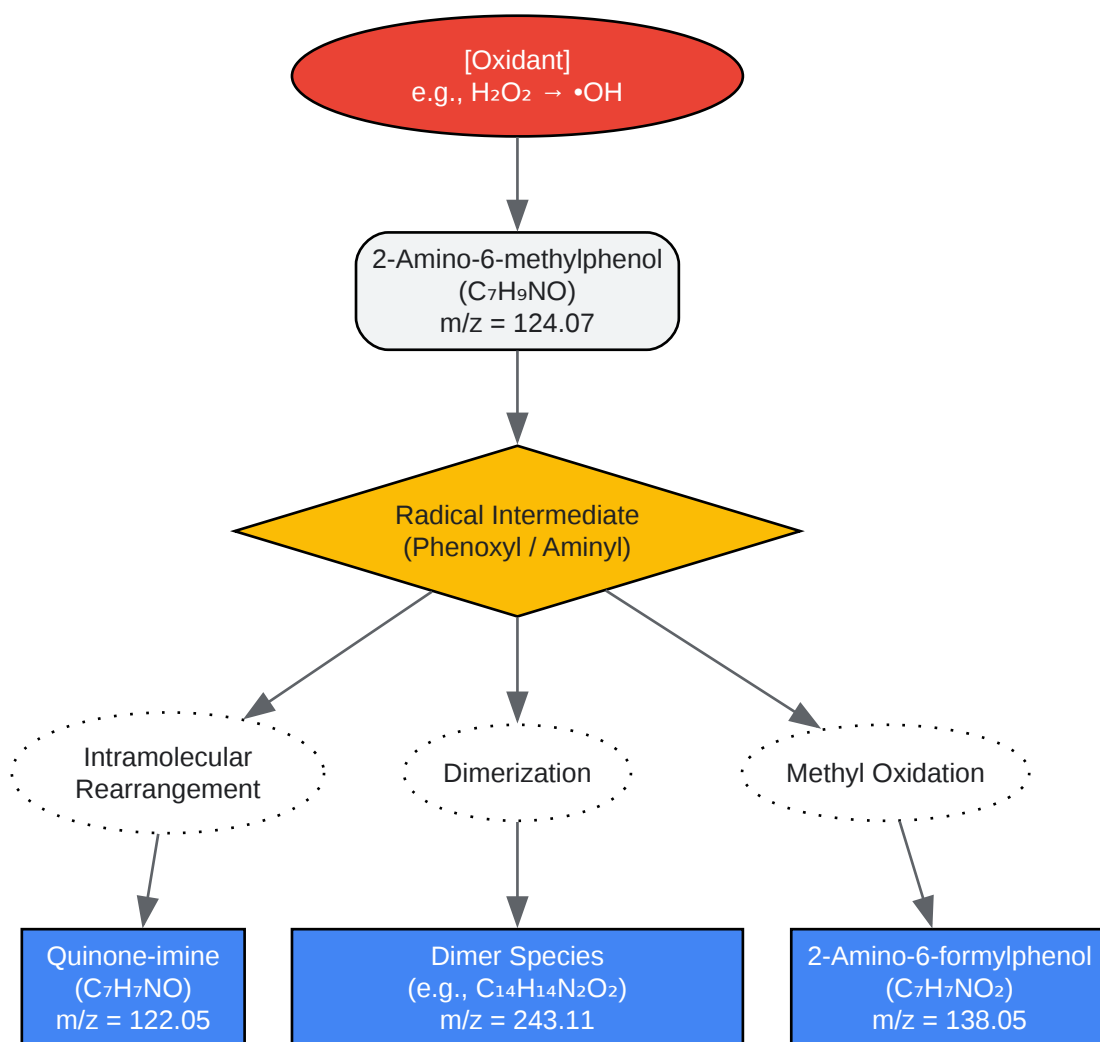 [Oxidant]
e.g., H₂O₂ → •OH
2-Amino-6-methylphenol
(C₇H₉NO)
m/z = 124.07
Radical Intermediate
(Phenoxyl / Aminyl)
Intramolecular
Rearrangement
Dimerization
Methyl Oxidation
Quinone-imine
(C₇H₇NO)
m/z = 122.05
Dimer Species
(e.g., C₁₄H₁₄N₂O₂)
m/z = 243.11
2-Amino-6-formylphenol
(C₇H₇NO₂)
m/z = 138.05